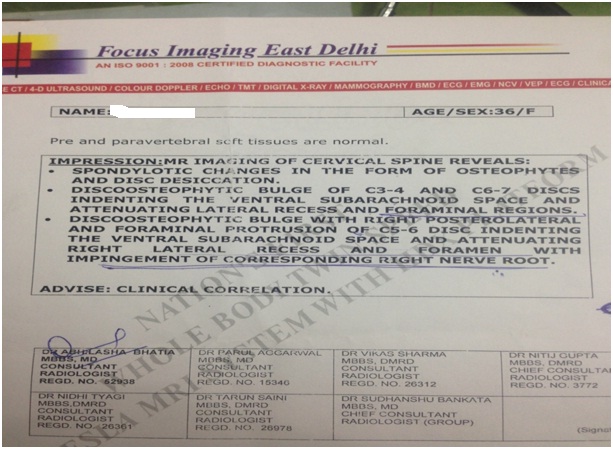 Focus Imaging East Delhi
AN ISO 9001 : 2008 CERTIFIED DIAGNOSTIC FACILITY
E CT / 4-D ULTRASOUND / COLOUR DOPPLER / ECHO / TMT / DIGITAL X-RAY / MAMMOGRAPHY / BMD / ECG / EMG / NCV / VEP / ECG / CLINICA
NAME: AGE/SEX:36/F
Pre and paravertebral soft tissues are normal.
IMPRESSION:MR IMAGING OF CERVICAL SPINE REVEALS:
• SPONDYLOTIC CHANGES IN THE FORM OF OSTEOPHYTES
AND DISC DESICCATION.
• DISCOOSTEOPHYTIC BULGE OF C3-4 AND C6-7 DISCS
INDENTING THE VENTRAL SUBARACHNOID SPACE AND
ATTENUATING LATERAL RECESS AND FORAMINAL REGIONS.
• DISCOOSTEOPHYTIC BULGE WITH RIGHT POSTEROLATERAL
AND FORAMINAL PROTRUSION OF C5-6 DISC INDENTING
THE VENTRAL SUBARACHNOID SPACE AND ATTENUATING
RIGHT LATERAL RECESS AND FORAMEN WITH
IMPINGEMENT OF CORRESPONDING RIGHT NERVE ROOT.
ADVISE: CLINICAL CORRELATION.
WHOLE BODY
TESLA MRI SYSTEM WITH
DR ABHILASHA BHATIA
MBBS, MD
CONSULTANT
RADIOLOGIST
REGD. NO. 52938
DR PARUL AGGARWAL
MBBS, MD
CONSULTANT
RADIOLOGIST
REGD. NO. 15346
DR VIKAS SHARMA
MBBS, DMRD
CONSULTANT
RADIOLOGIST
REGD. NO. 26312
DR NITIJ GUPTA
MBBS, DMRD
CHIEF CONSULTA
RADIOLOGIST
REGD. NO. 3772
DR NIDHI TYAGI
MBBS,DMRD
CONSULTANT
RADIOLOGIST
REGD. NO. 26361
DR TARUN SAINI
MBBS, DMRD
CONSULTANT
RADIOLOGIST
REGD. NO. 26978
DR SUDHANSHU BANKATA
MBBS, MD
CHIEF CONSULTANT
RADIOLOGIST (GROUP)
(Signa